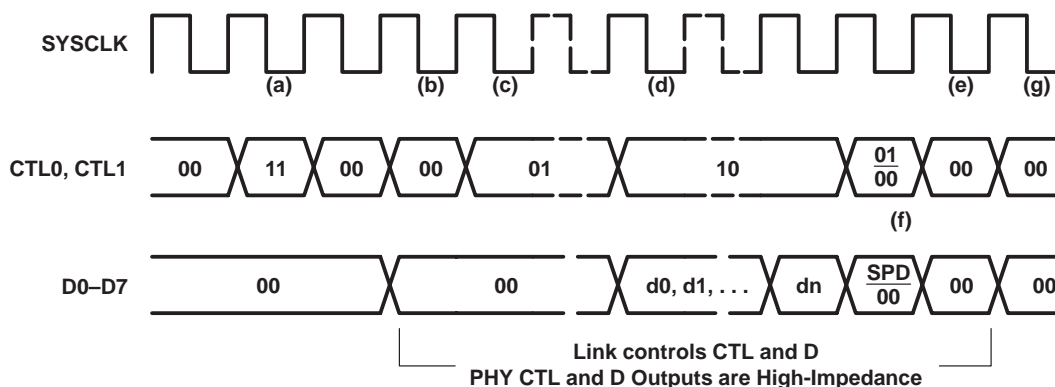 SYSCLK
(a) (b) (c) (d) (e) (g)
CTL0, CTL1 00 11 00 00 01 10 01 00 00
00
(f)
D0–D7 00 00 d0, d1, . . . dn SPD 00 00
00
Link controls CTL and D
PHY CTL and D Outputs are High-Impedance